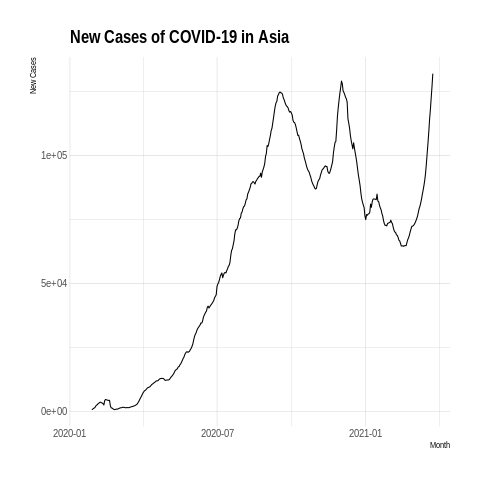 New Cases of COVID-19 in Asia
New Cases
1e+05
5e+04
0e+00
2020-01
2020-07
2021-01
Month